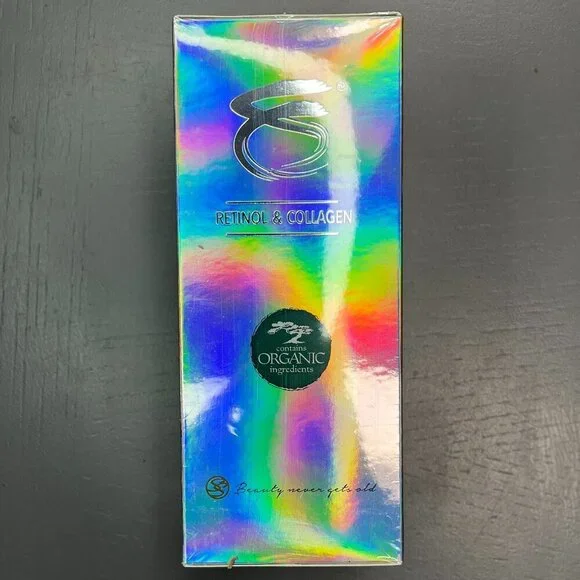 RETINOL & COLLAGEN
contains
ORGANIC
ingredients
Beauty never gets old